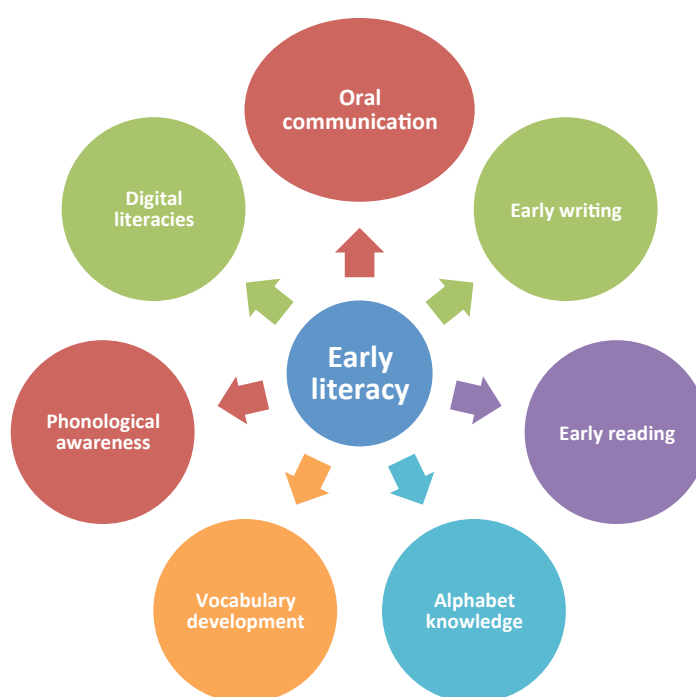 Oral
communication
Digital
literacies
Early writing
Early
literacy
Phonological
awareness
Early reading
Vocabulary
development
Alphabet
knowledge